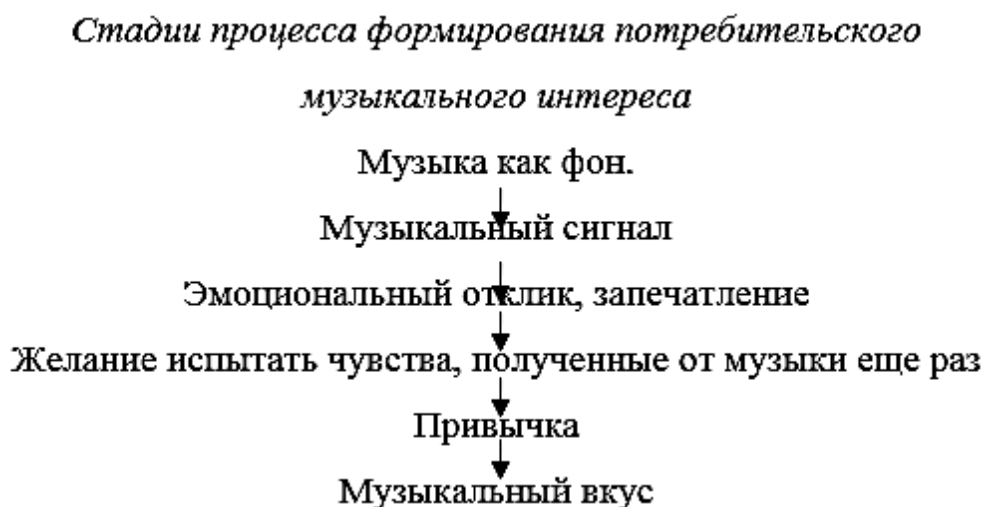 Стадии процесса формирования потребительского
музыкального интереса
Музыка как фон.
Музыкальный сигнал
Эмоциональный отклик, запечатление
Желание испытать чувства, полученные от музыки еще раз
Привычка
Музыкальный вкус